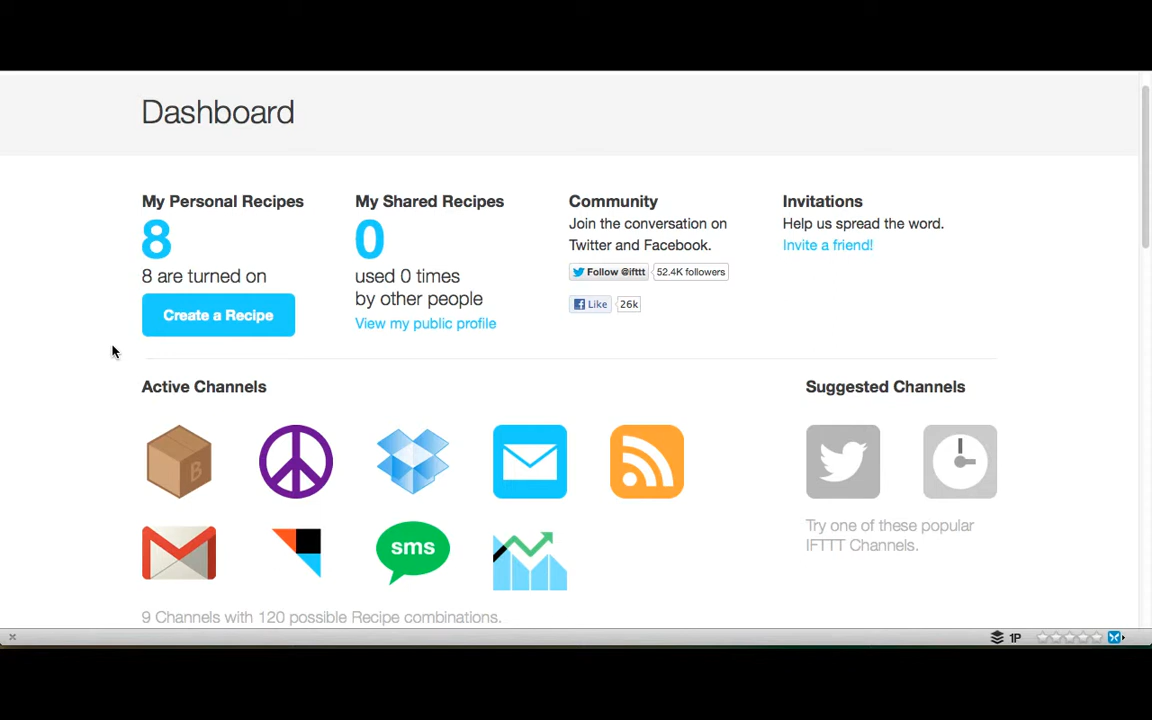 Dashboard
My Personal Recipes
8
8 are turned on
Create a Recipe
My Shared Recipes
0
used 0 times
by other people
View my public profile
Community
Join the conversation on
Twitter and Facebook.
Follow @ifttt 52.4K followers
Like 26k
Invitations
Help us spread the word.
Invite a friend!
Active Channels
B
sms
9 Channels with 120 possible Recipe combinations.
Suggested Channels
Try one of these popular
IFTTT Channels.
1P